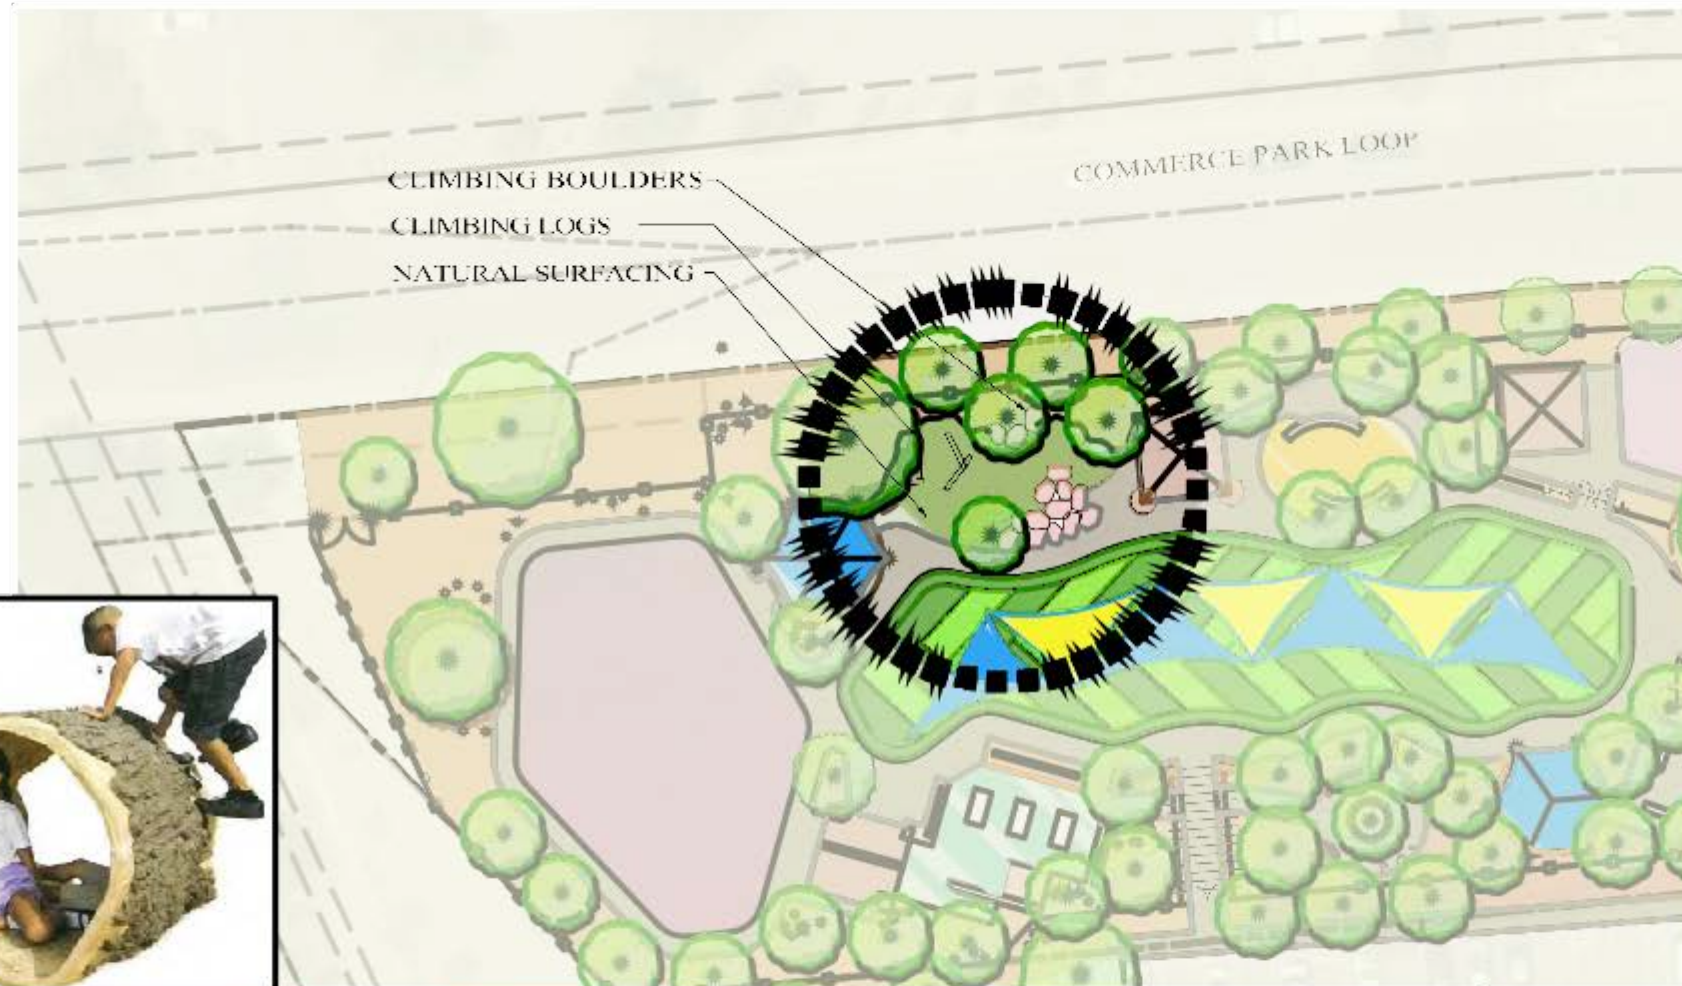 COMMERCE PARK LOOP
CLIMBING BOULDERS
CLIMBING LOGS
NATURAL SURFACING